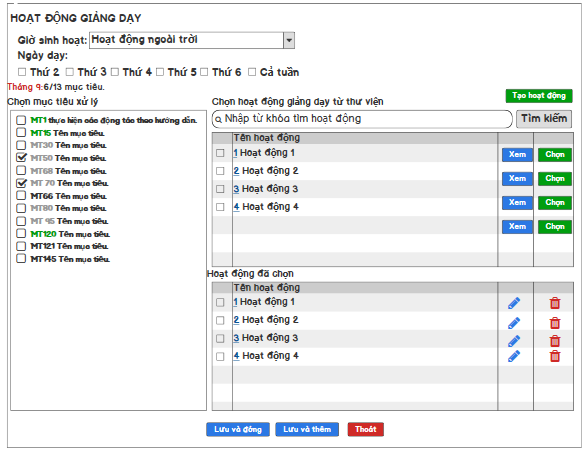 HOẠT ĐỘNG GIẢNG DẠY
Giờ sinh hoạt: Hoạt động ngoài trời
Ngày dạy:
Thứ 2 Thứ 3 Thứ 4 Thứ 5 Thứ 6 Cả tuần
Tháng 9:6/13 mục tiêu.
Tạo hoạt động
Chọn mục tiêu xử lý
MT1 thực hiện các động tác theo hướng dẫn.
MT15 Tên mục tiêu.
MT30 Tên mục tiêu.
MT50 Tên mục tiêu.
MT68 Tên mục tiêu.
MT 70 Tên mục tiêu.
MT66 Tên mục tiêu.
MT80 Tên mục tiêu.
MT 95 Tên mục tiêu.
MT120 Tên mục tiêu.
MT121 Tên mục tiêu.
MT145 Tên mục tiêu.
Chọn hoạt động giảng dạy từ thư viện
Nhập từ khóa tìm hoạt động Tìm kiếm
Tên hoạt động
1 Hoạt động 1 Xem Chọn
2 Hoạt động 2 Xem Chọn
3 Hoạt động 3 Xem Chọn
4 Hoạt động 4 Xem Chọn
Hoạt động đã chọn
Tên hoạt động
1 Hoạt động 1
2 Hoạt động 2
3 Hoạt động 3
4 Hoạt động 4
Lưu và đóng Lưu và thêm Thoát